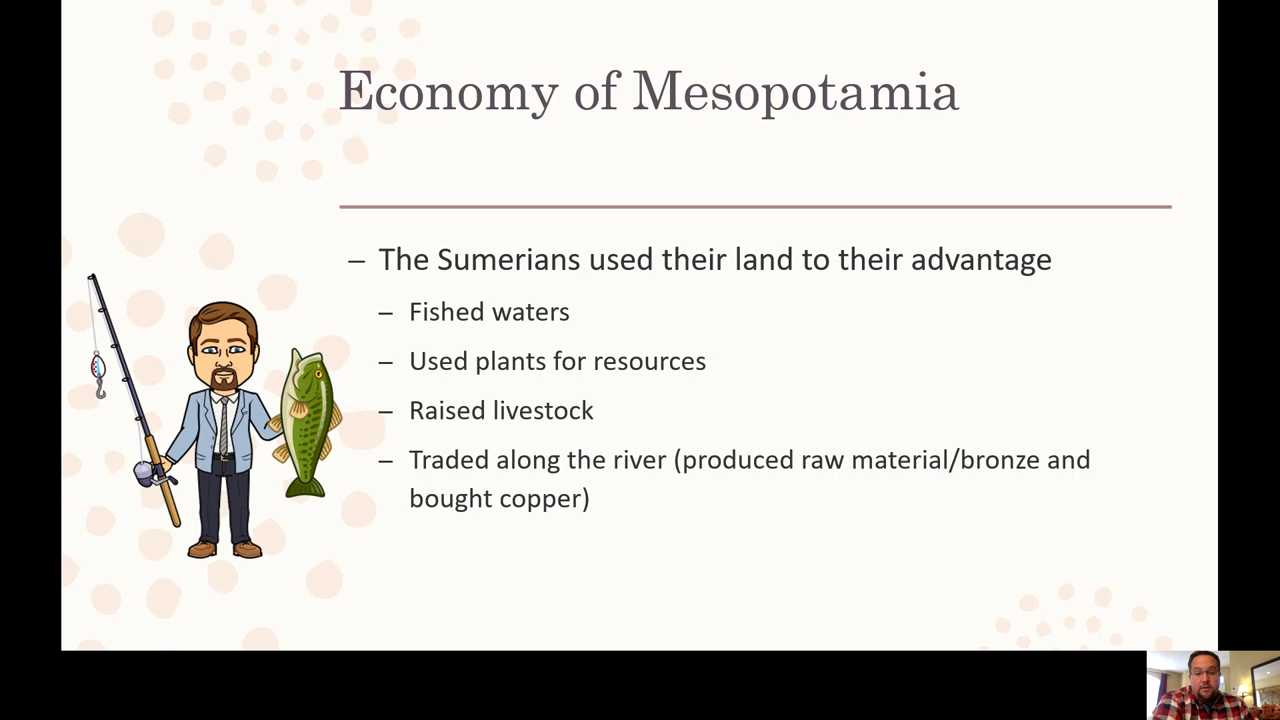 Economy of Mesopotamia
– The Sumerians used their land to their advantage
– Fished waters
– Used plants for resources
– Raised livestock
– Traded along the river (produced raw material/bronze and
bought copper)